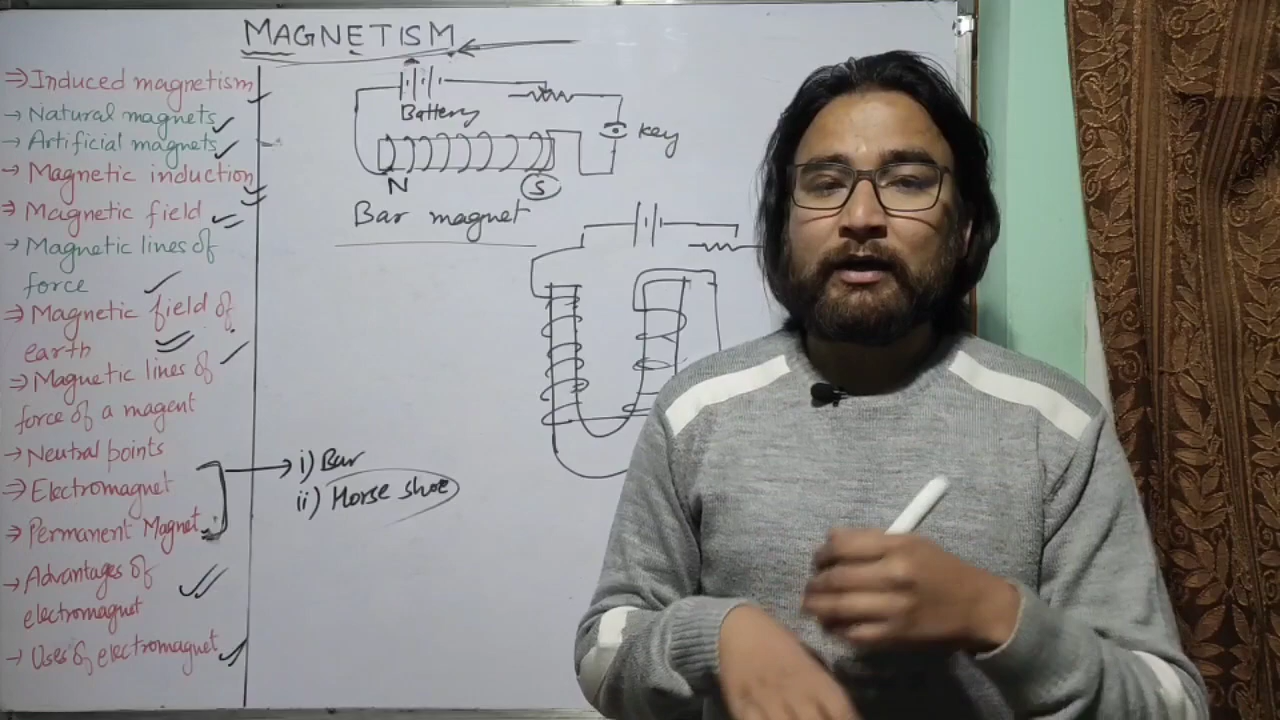 MAGNETISM
⇒ Induced magnetism
→ Natural magnets
→ Artificial magnets
→ Magnetic induction
⇒ Magnetic field
→ Magnetic lines of
force
⇒ Magnetic field of
earth
⇒ Magnetic lines of
force of a magent
→ Neutral points
⇒ Electromagnet
→ Permanent Magnet
→ Advantages of
electromagnet
→ Uses of electromagnet
Battery
key
N
S
Bar magnet
i) Bar
ii) Horse shoe